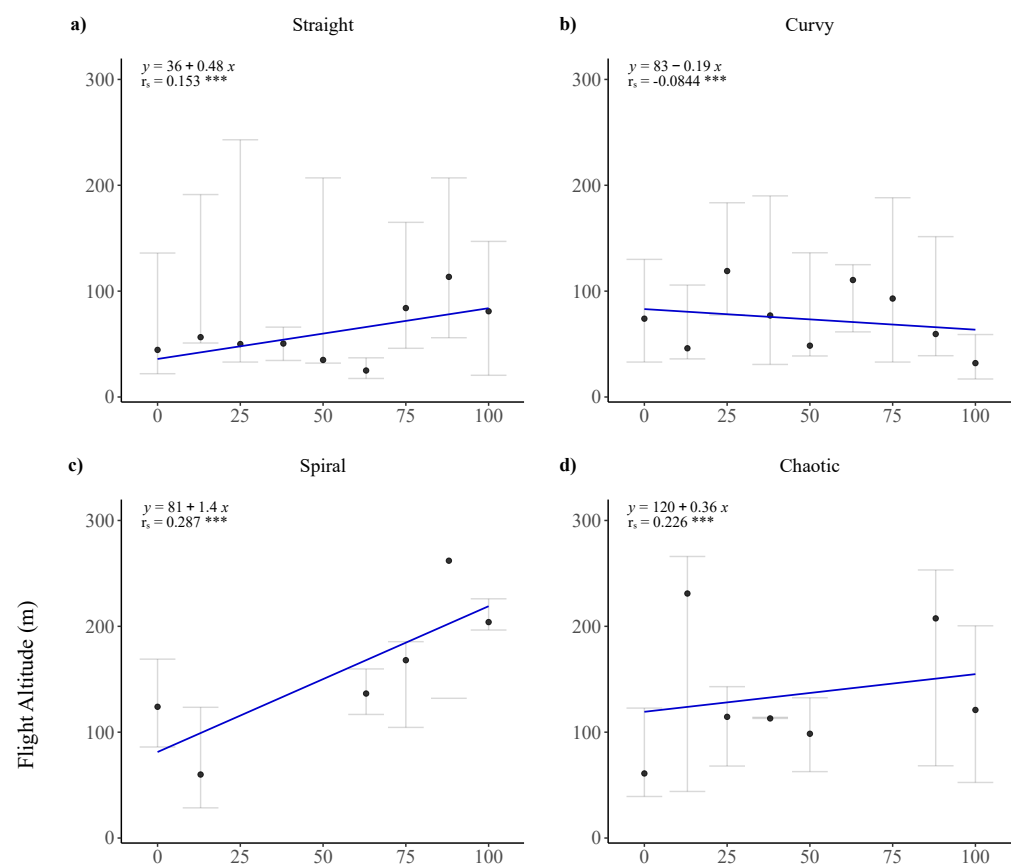 a) Straight
y = 36 + 0.48 x
rs = 0.153 ***
300
200
100
0
0 25 50 75 100
b) Curvy
y = 83 − 0.19 x
rs = -0.0844 ***
300
200
100
0
0 25 50 75 100
c) Spiral
y = 81 + 1.4 x
rs = 0.287 ***
300
200
100
0
0 25 50 75 100
Flight Altitude (m)
d) Chaotic
y = 120 + 0.36 x
rs = 0.226 ***
300
200
100
0
0 25 50 75 100